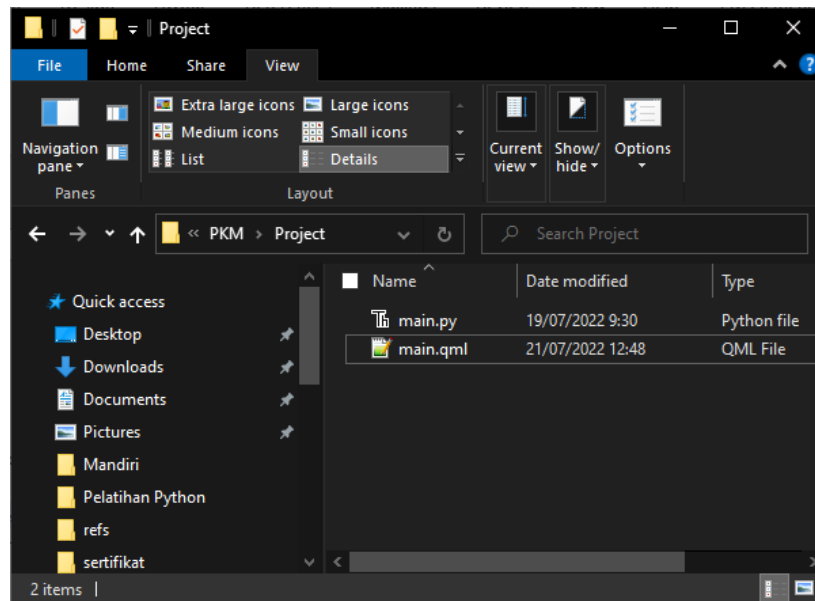 Project
File Home Share View
Extra large icons Large icons
Medium icons Small icons
List Details
Navigation pane
Current view
Show/ hide
Options
Panes Layout
« PKM > Project
Search Project
Name Date modified Type
main.py 19/07/2022 9:30 Python file
main.qml 21/07/2022 12:48 QML File
Quick access
Desktop
Downloads
Documents
Pictures
Mandiri
Pelatihan Python
refs
sertifikat
2 items